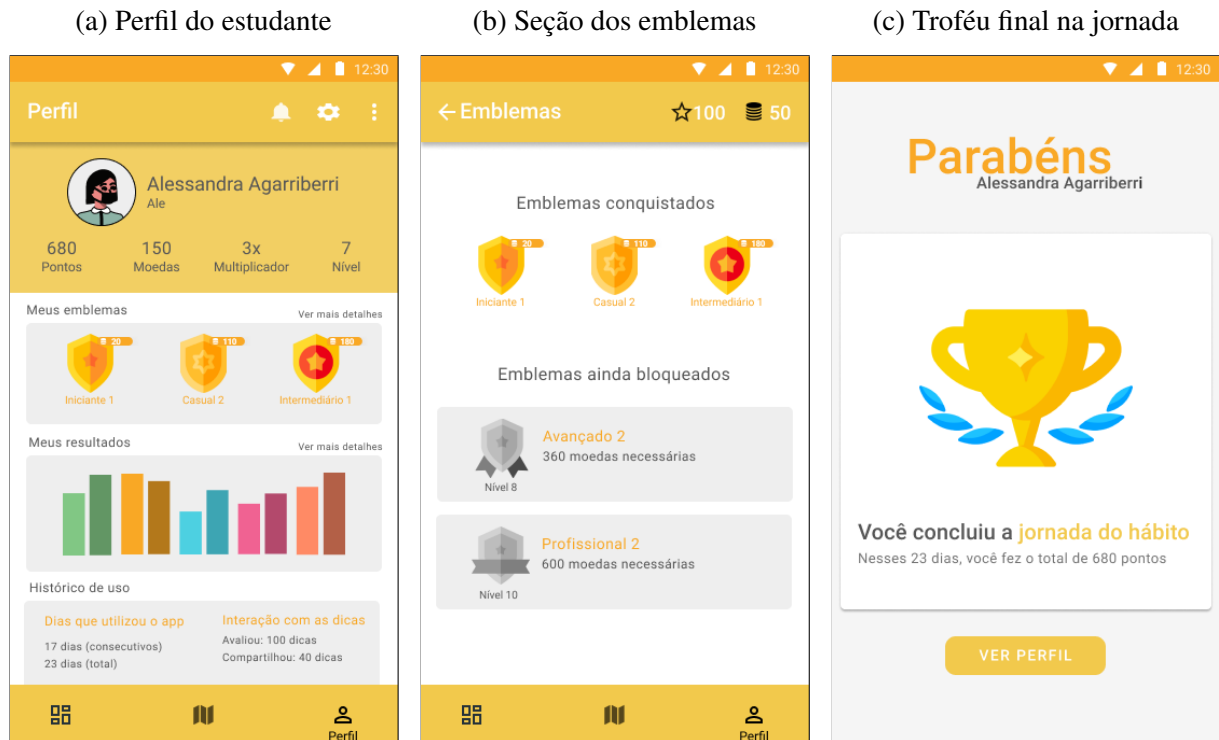 (a) Perfil do estudante
12:30
Perfil
Alessandra Agarriberri
Ale
680 150 3x 7
Pontos Moedas Multiplicador Nível
Meus emblemas Ver mais detalhes
20 110 180
Iniciante 1 Casual 2 Intermediário 1
Meus resultados Ver mais detalhes
Histórico de uso
Dias que utilizou o app
17 dias (consecutivos)
23 dias (total)
Interação com as dicas
Avaliou: 100 dicas
Compartilhou: 40 dicas
Perfil
(b) Seção dos emblemas
12:30
Emblemas 100 50
Emblemas conquistados
20 110 180
Iniciante 1 Casual 2 Intermediário 1
Emblemas ainda bloqueados
Avançado 2
360 moedas necessárias
Nível 8
Profissional 2
600 moedas necessárias
Nível 10
Perfil
(c) Troféu final na jornada
12:30
Parabéns
Alessandra Agarriberri
Você concluiu a jornada do hábito
Nesses 23 dias, você fez o total de 680 pontos
VER PERFIL